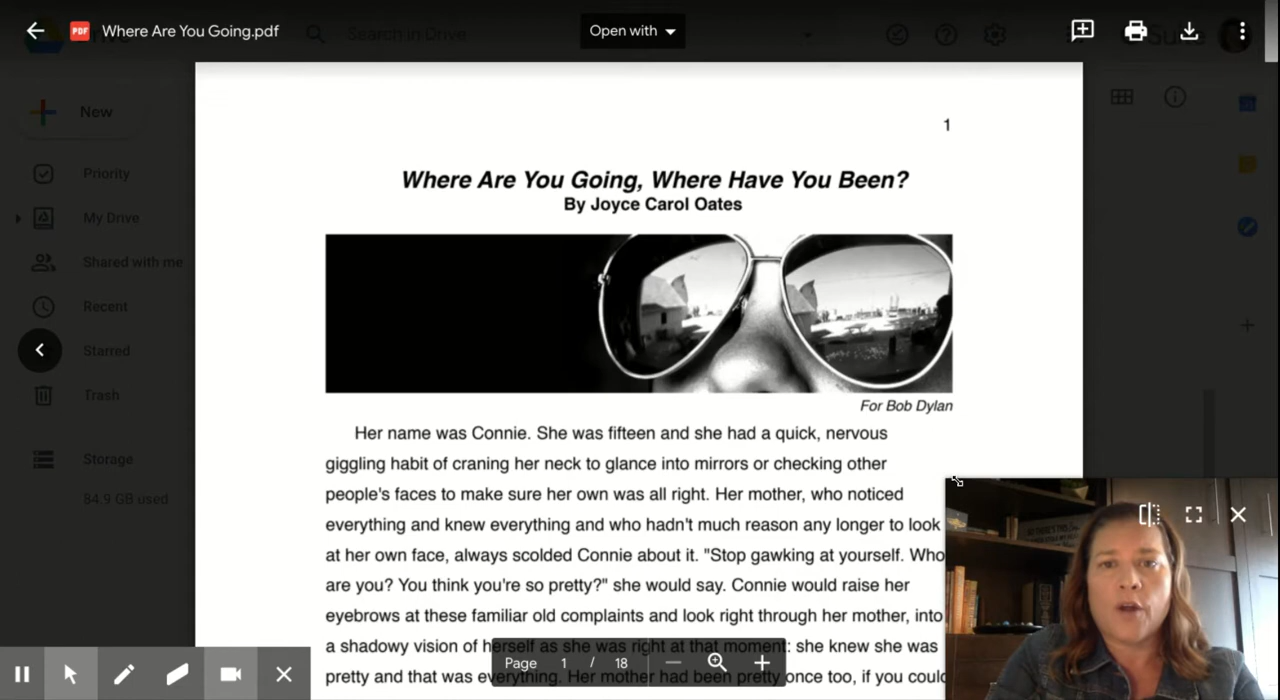 PDF Where Are You Going.pdf
Search in Drive
Open with
New
Priority
My Drive
Shared with me
Recent
Starred
Trash
Storage
84.9 GB used
1
Where Are You Going, Where Have You Been?
By Joyce Carol Oates
For Bob Dylan
Her name was Connie. She was fifteen and she had a quick, nervous
giggling habit of craning her neck to glance into mirrors or checking other
people's faces to make sure her own was all right. Her mother, who noticed
everything and knew everything and who hadn't much reason any longer to look
at her own face, always scolded Connie about it. "Stop gawking at yourself. Who
are you? You think you're so pretty?" she would say. Connie would raise her
eyebrows at these familiar old complaints and look right through her mother, into
a shadowy vision of herself as she was right at that moment: she knew she was
pretty and that was everything. Her mother had been pretty once too, if you could
Page 1 / 18